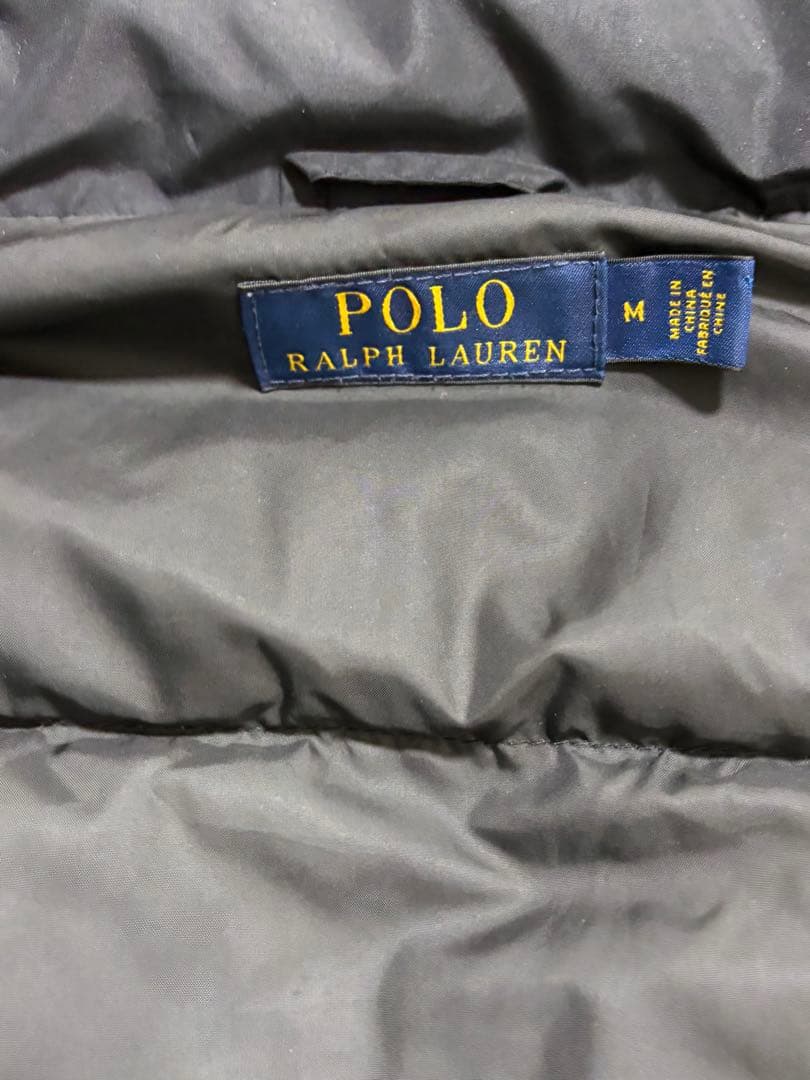 POLO
RALPH LAUREN
M
MADE IN
CHINA
FABRIQUÉ EN
CHINE